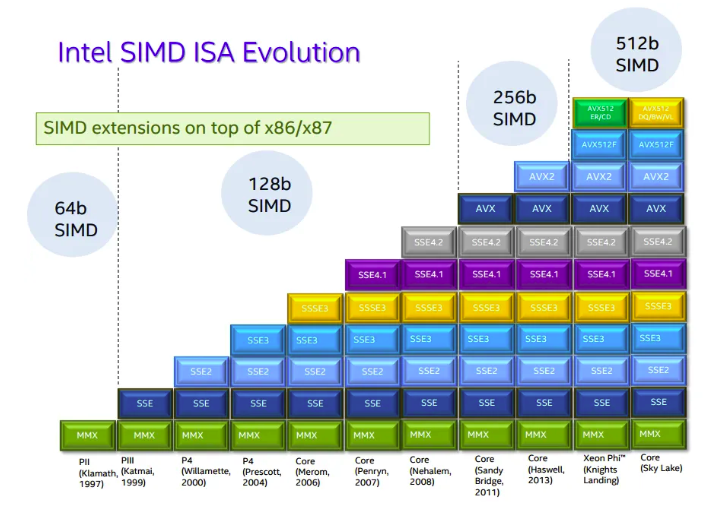 Intel SIMD ISA Evolution
SIMD extensions on top of x86/x87
64b
SIMD
128b
SIMD
256b
SIMD
512b
SIMD
AVX512
ER/CD
AVX512
DQ/BW/VL
AVX512F AVX512F
AVX2 AVX2 AVX2
AVX AVX AVX AVX
SSE4.2 SSE4.2 SSE4.2 SSE4.2 SSE4.2
SSE4.1 SSE4.1 SSE4.1 SSE4.1 SSE4.1 SSE4.1
SSSE3 SSSE3 SSSE3 SSSE3 SSSE3 SSSE3 SSSE3
SSE3 SSE3 SSE3 SSE3 SSE3 SSE3 SSE3 SSE3
SSE2 SSE2 SSE2 SSE2 SSE2 SSE2 SSE2 SSE2 SSE2
SSE SSE SSE SSE SSE SSE SSE SSE SSE SSE
MMX MMX MMX MMX MMX MMX MMX MMX MMX MMX MMX
PII
(Klamath,
1997)
PIII
(Katmai,
1999)
P4
(Willamette,
2000)
P4
(Prescott,
2004)
Core
(Merom,
2006)
Core
(Penryn,
2007)
Core
(Nehalem,
2008)
Core
(Sandy
Bridge,
2011)
Core
(Haswell,
2013)
Xeon Phi™
(Knights
Landing)
Core
(Sky Lake)